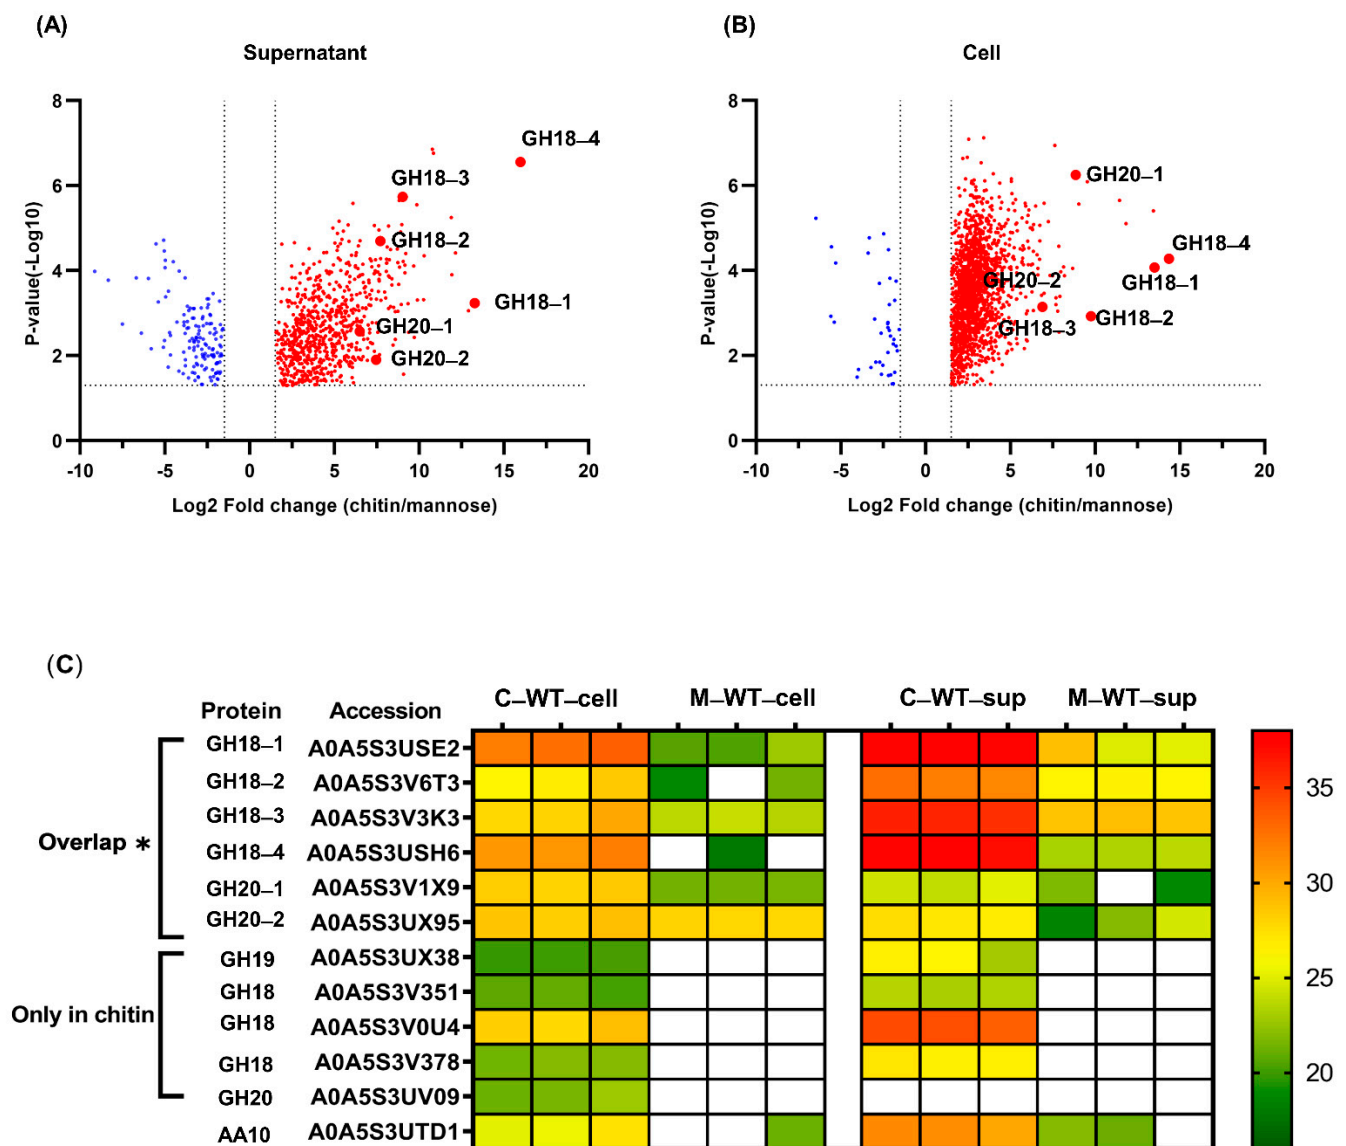 (A)
Supernatant
P-value(-Log10)
8
6
4
2
0
-10
-5
0
5
10
15
20
Log2 Fold change (chitin/mannose)
GH18–4
GH18–3
GH18–2
GH18–1
GH20–1
GH20–2
(B)
Cell
P-value(-Log10)
8
6
4
2
0
-10
-5
0
5
10
15
20
Log2 Fold change (chitin/mannose)
GH20–1
GH18–4
GH20–2
GH18–1
GH18–3
GH18–2
(C)
Protein Accession C–WT–cell M–WT–cell C–WT–sup M–WT–sup
GH18–1 A0A5S3USE2
GH18–2 A0A5S3V6T3
GH18–3 A0A5S3V3K3
Overlap *
GH18–4 A0A5S3USH6
GH20–1 A0A5S3V1X9
GH20–2 A0A5S3UX95
GH19 A0A5S3UX38
GH18 A0A5S3V351
Only in chitin
GH18 A0A5S3V0U4
GH18 A0A5S3V378
GH20 A0A5S3UV09
AA10 A0A5S3UTD1
35
30
25
20